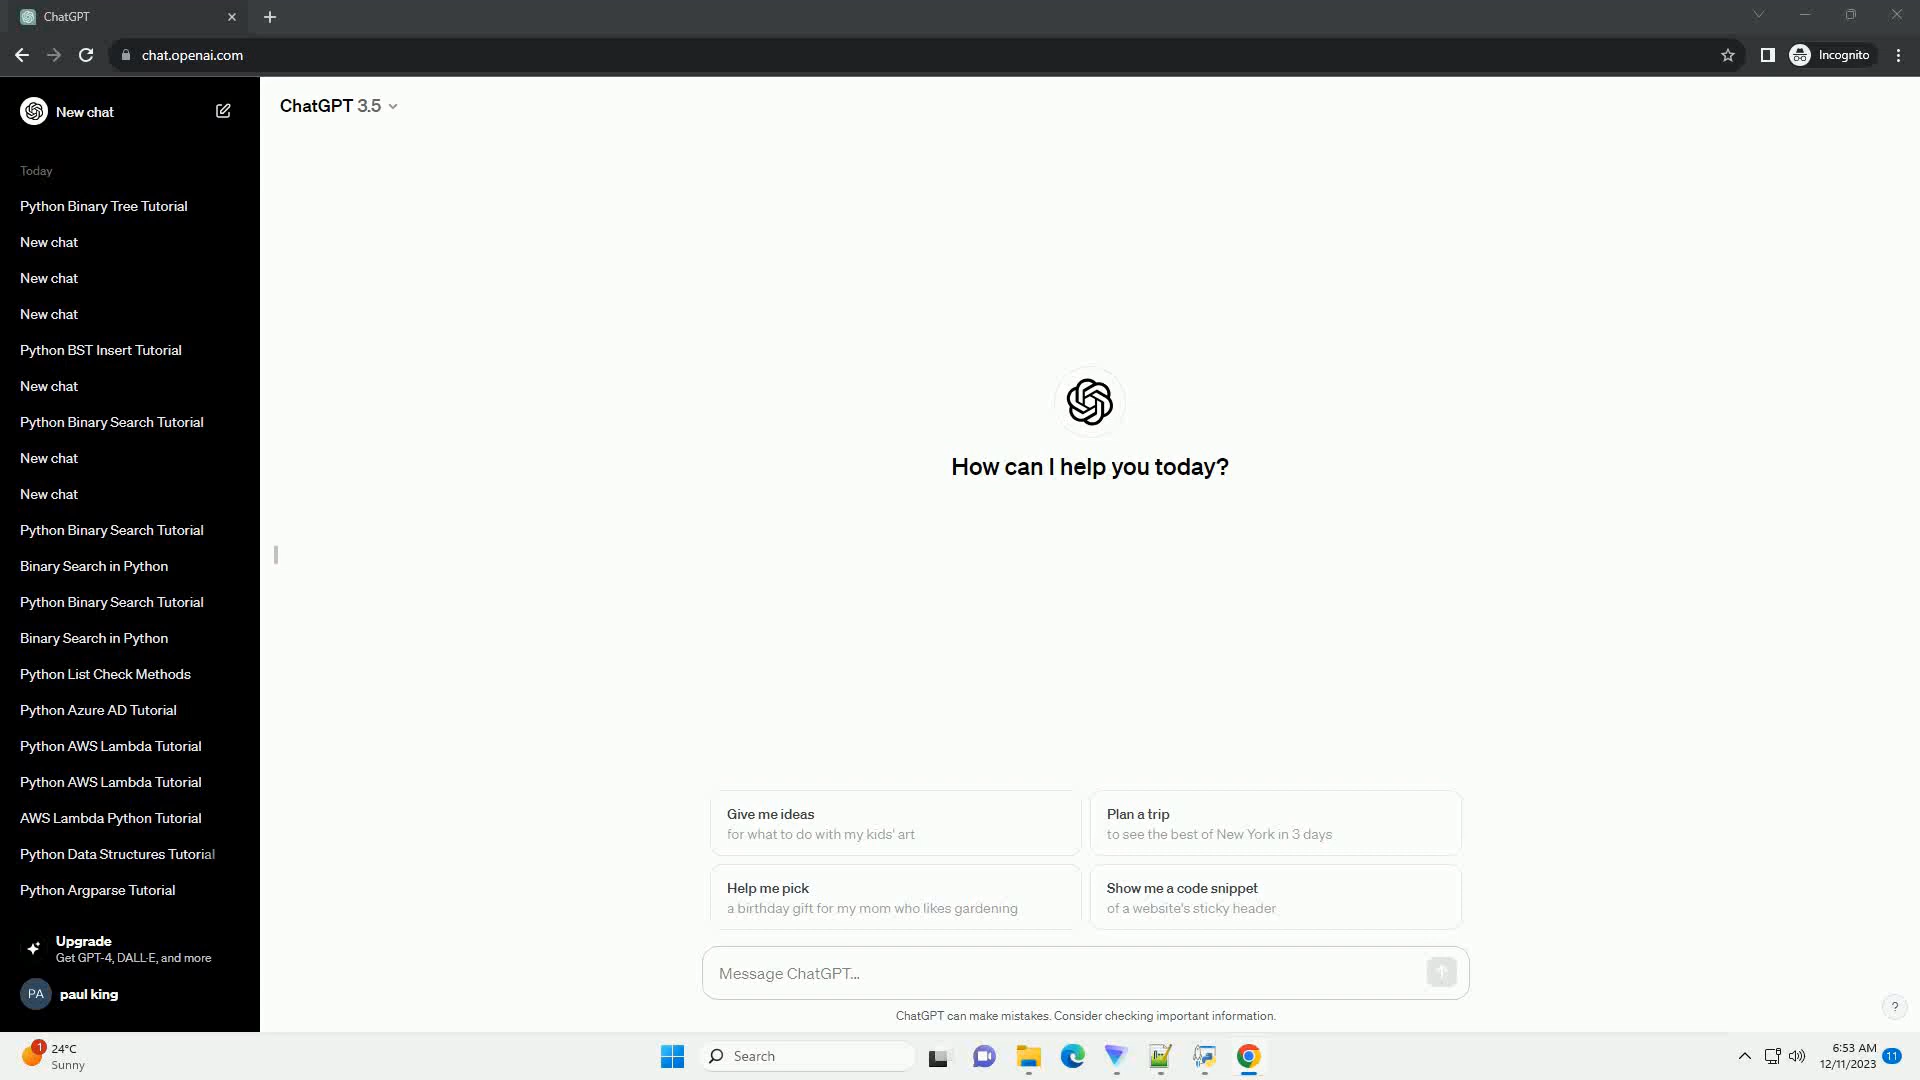 ChatGPT
chat.openai.com
Incognito
New chat
ChatGPT 3.5
Today
Python Binary Tree Tutorial
New chat
New chat
New chat
Python BST Insert Tutorial
New chat
Python Binary Search Tutorial
New chat
New chat
Python Binary Search Tutorial
Binary Search in Python
Python Binary Search Tutorial
Binary Search in Python
Python List Check Methods
Python Azure AD Tutorial
Python AWS Lambda Tutorial
Python AWS Lambda Tutorial
AWS Lambda Python Tutorial
Python Data Structures Tutorial
Python Argparse Tutorial
Upgrade
Get GPT-4, DALL·E, and more
PA
paul king
How can I help you today?
Give me ideas
for what to do with my kids' art
Plan a trip
to see the best of New York in 3 days
Help me pick
a birthday gift for my mom who likes gardening
Show me a code snippet
of a website's sticky header
Message ChatGPT...
ChatGPT can make mistakes. Consider checking important information.
?
1
24°C
Sunny
Search
6:53 AM
12/11/2023
11